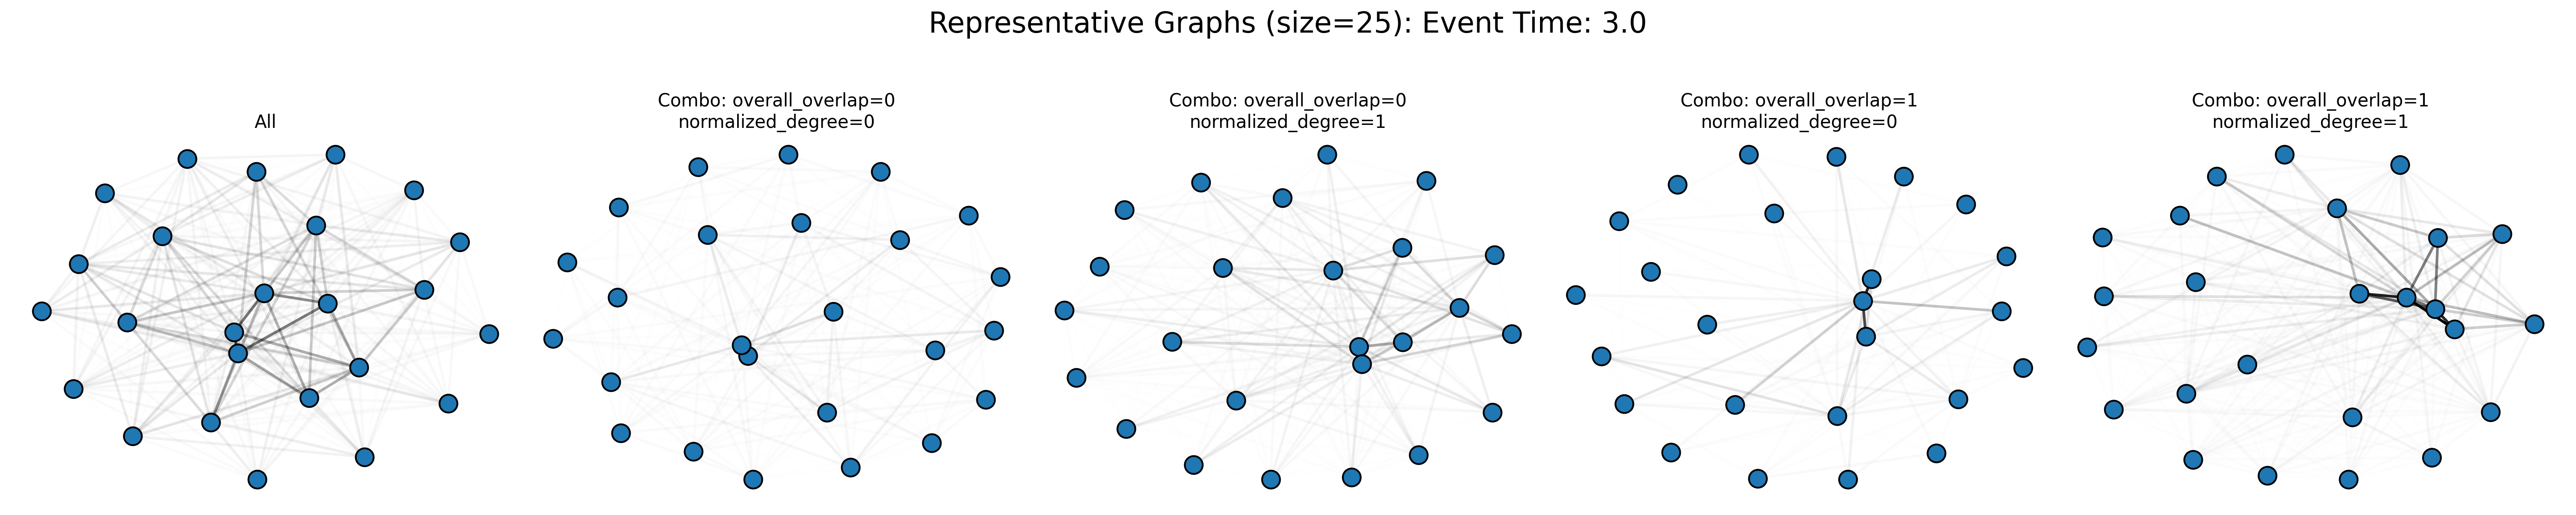 Representative Graphs (size=25): Event Time: 3.0
All
Combo: overall_overlap=0
normalized_degree=0
Combo: overall_overlap=0
normalized_degree=1
Combo: overall_overlap=1
normalized_degree=0
Combo: overall_overlap=1
normalized_degree=1